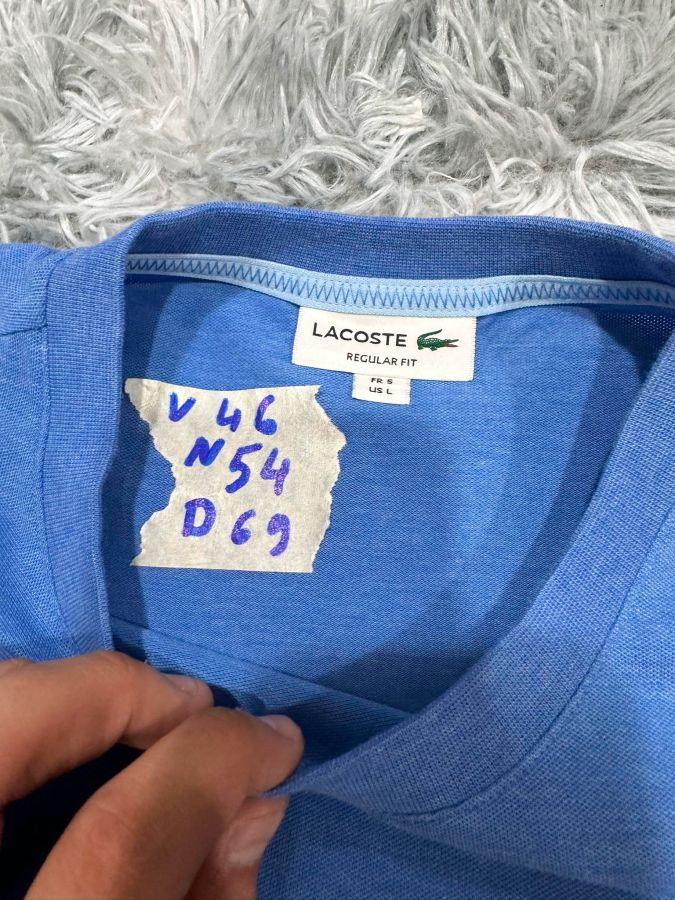 LACOSTE
REGULAR FIT
FR 5
US L
V 46
N 54
D 69